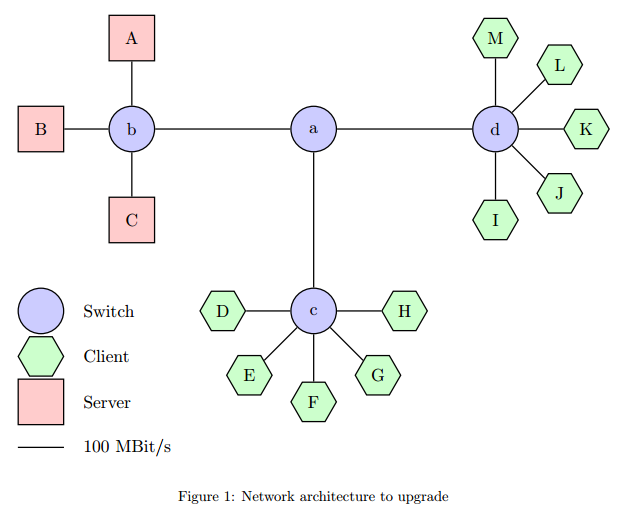 A
M
L
B
b
a
d
K
C
J
I
Switch
D
c
H
Client
E
G
F
Server
100 MBit/s
Figure 1: Network architecture to upgrade